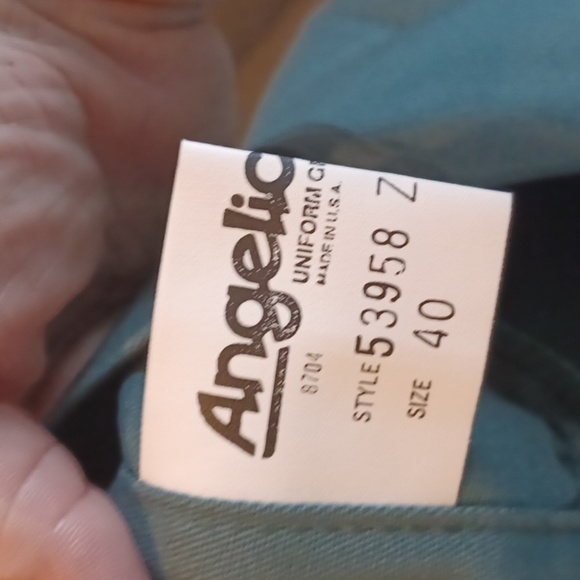 Angelic
UNIFORM G
MADE IN U.S.A.
8704
STYLE 53958 Z
SIZE 40